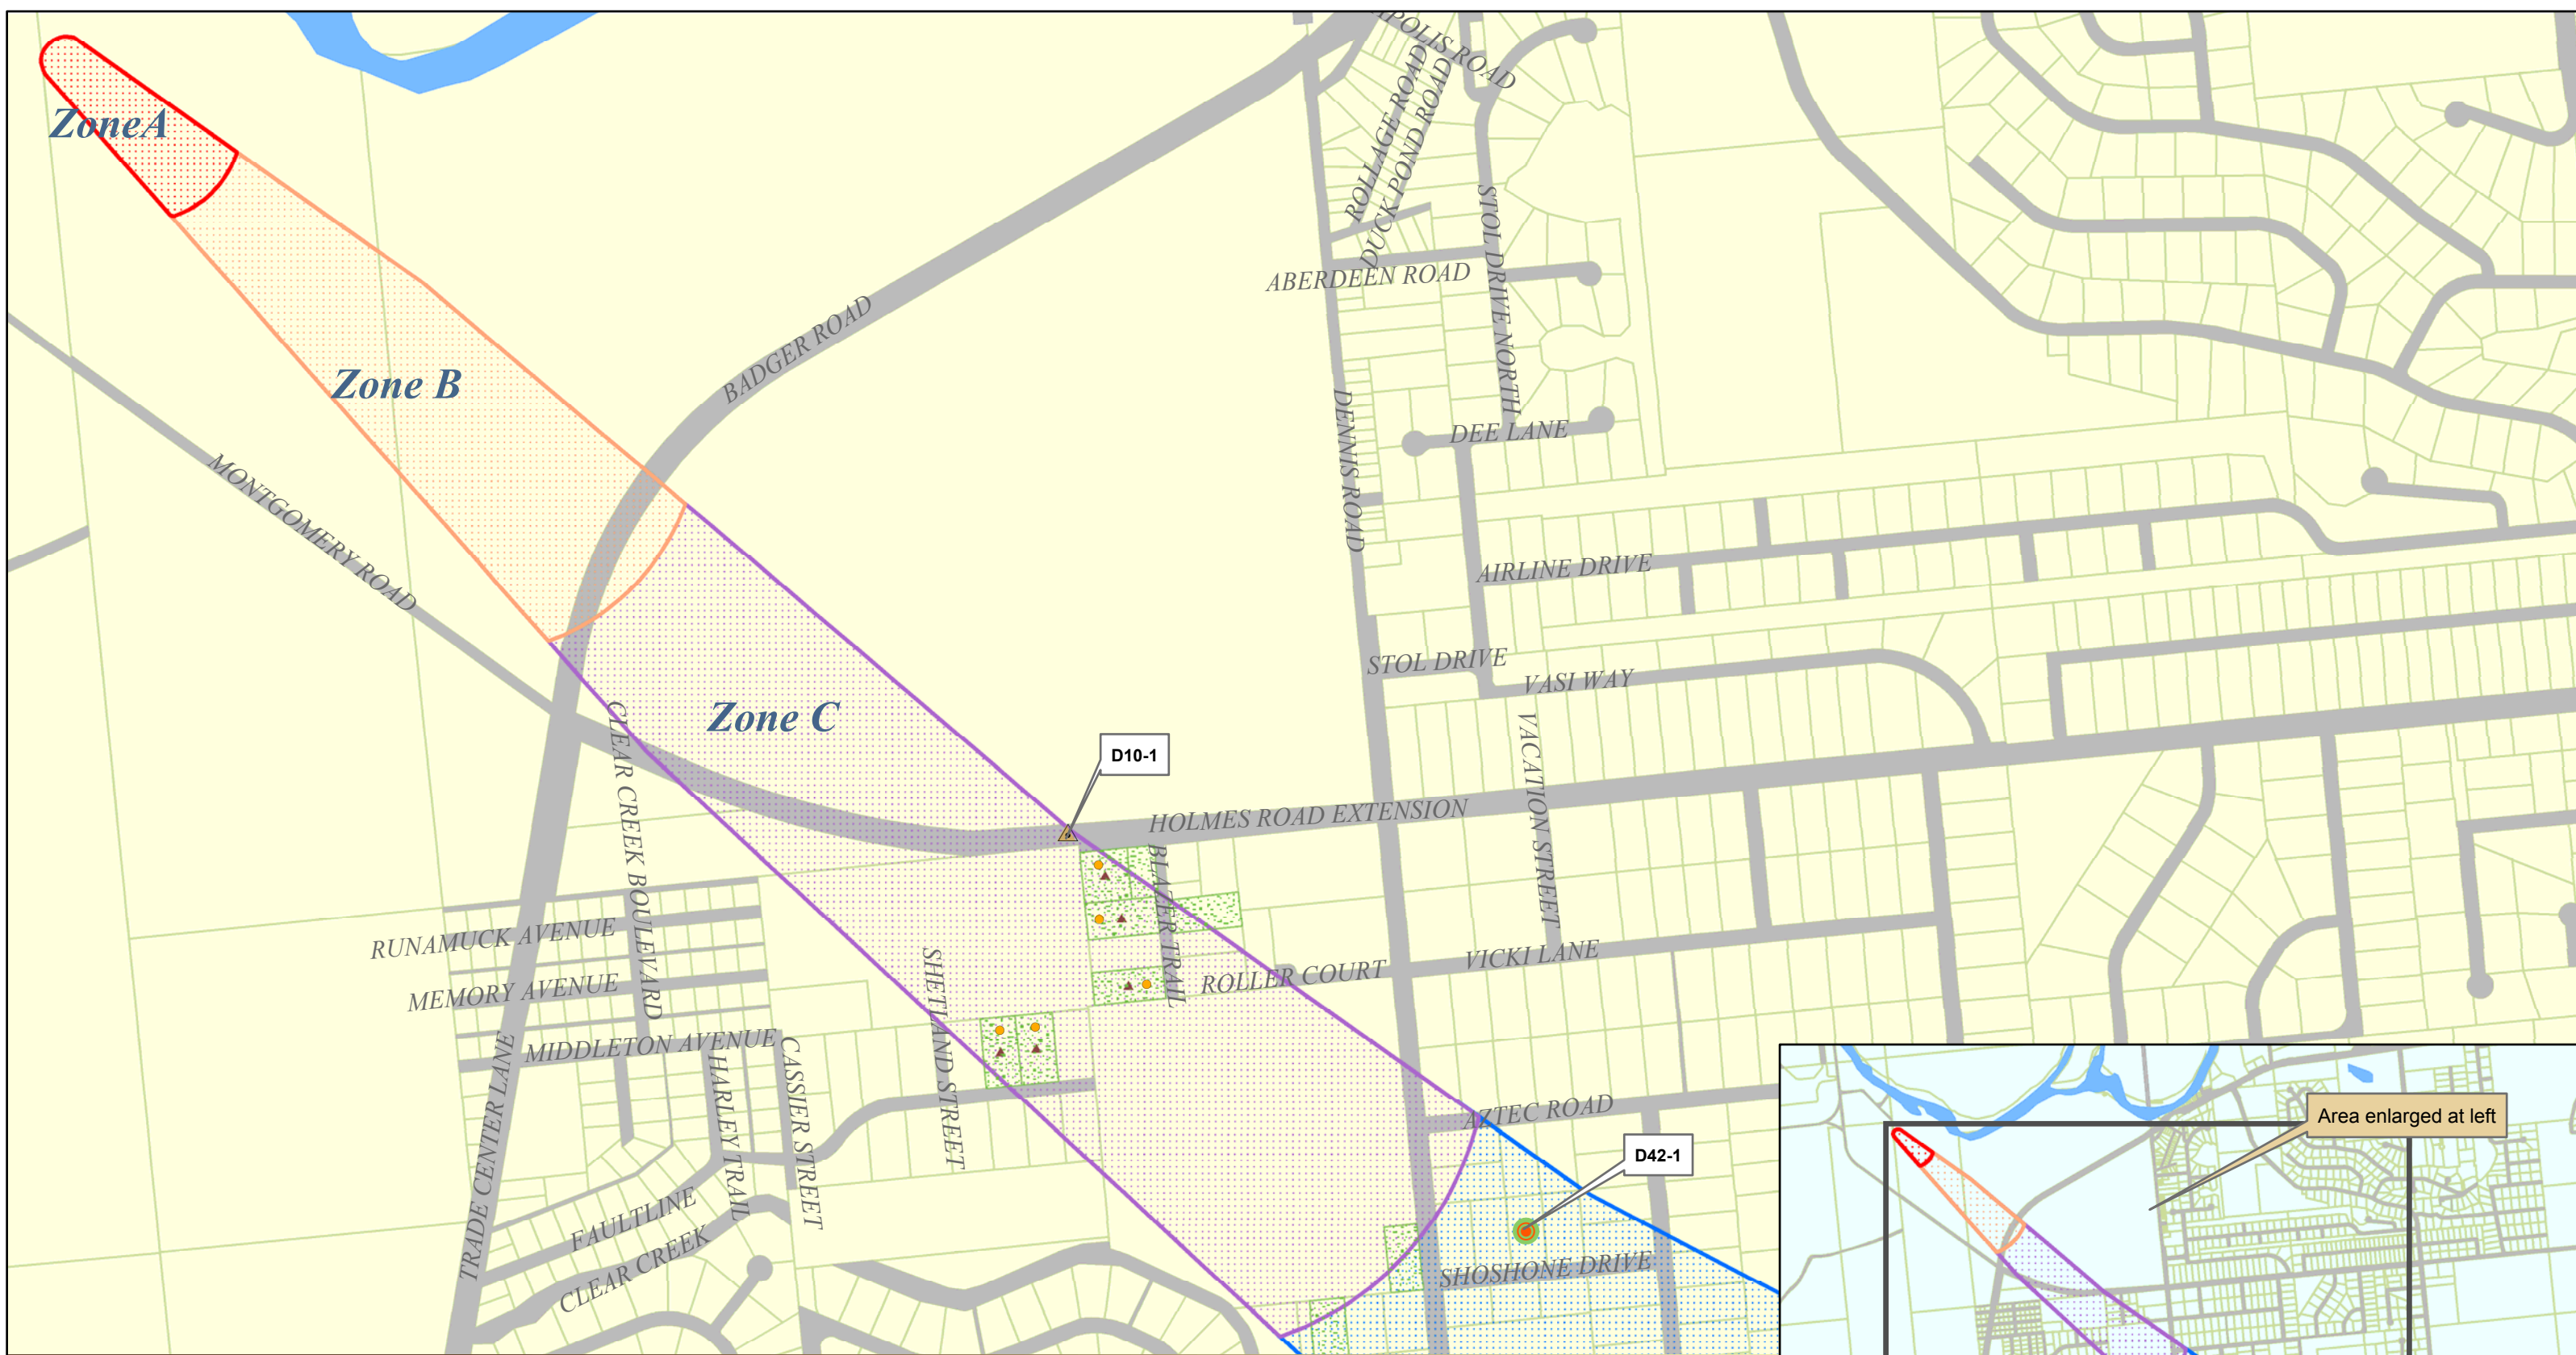 POLIS ROAD
ROLLAGE ROAD
DUCK POND ROAD
ZoneA
STOL DRIVE NORTH
ABERDEEN ROAD
BADGER ROAD
Zone B
DENNIS ROAD
DEE LANE
MONTGOMERY ROAD
AIRLINE DRIVE
STOL DRIVE
VASI WAY
Zone C
CLEAR CREEK BOULEVARD
VACATION STREET
D10-1
HOLMES ROAD EXTENSION
BLAZER TRAIL
RUNAMUCK AVENUE
SHETLAND STREET
VICKI LANE
ROLLER COURT
MEMORY AVENUE
MIDDLETON AVENUE
CASSIER STREET
HARLEY TRAIL
TRADE CENTER LANE
AZTEC ROAD
Area enlarged at left
D42-1
FAULTLINE
CLEAR CREEK
SHOSHONE DRIVE